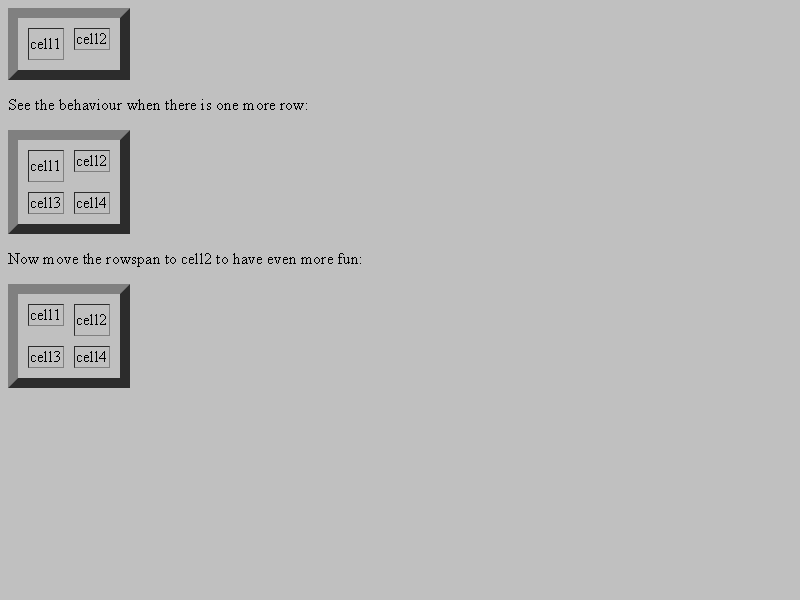 cell1 cell2
See the behaviour when there is one more row:
cell1 cell2
cell3 cell4
Now move the rowspan to cell2 to have even more fun:
cell1 cell2
cell3 cell4